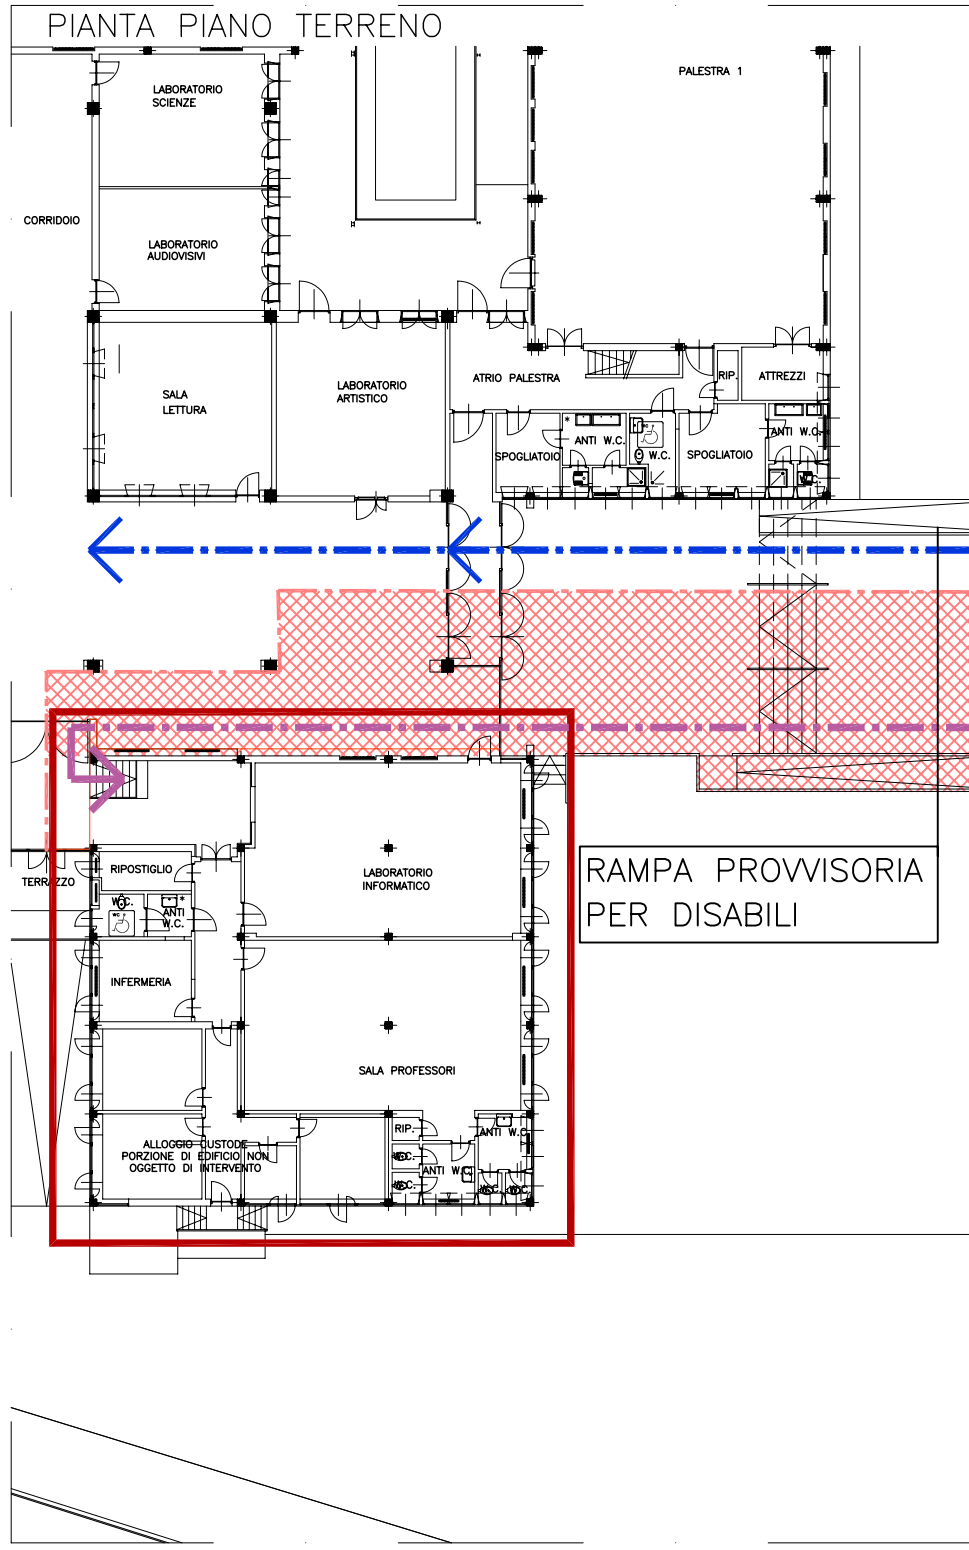 PIANTA PIANO TERRENO
LABORATORIO
SCIENZE
PALESTRA 1
CORRIDOIO
LABORATORIO
AUDIOVISIVI
SALA
LETTURA
LABORATORIO
ARTISTICO
ATRIO PALESTRA
RIP.
ATTREZZI
SPOGLIATOIO
*
ANTI W.C.
WC
W.C.
SPOGLIATOIO
ANTI W.C.
W.C.
RAMPA PROVVISORIA
PER DISABILI
TERRAZZO
RIPOSTIGLIO
W.C.
WC
*
ANTI
W.C.
LABORATORIO
INFORMATICO
INFERMERIA
SALA PROFESSORI
ALLOGGIO CUSTODE
PORZIONE DI EDIFICIO NON
OGGETTO DI INTERVENTO
RIP.
W.C.
W.C.
ANTI W.C.
ANTI W.C.
W.C.
W.C.